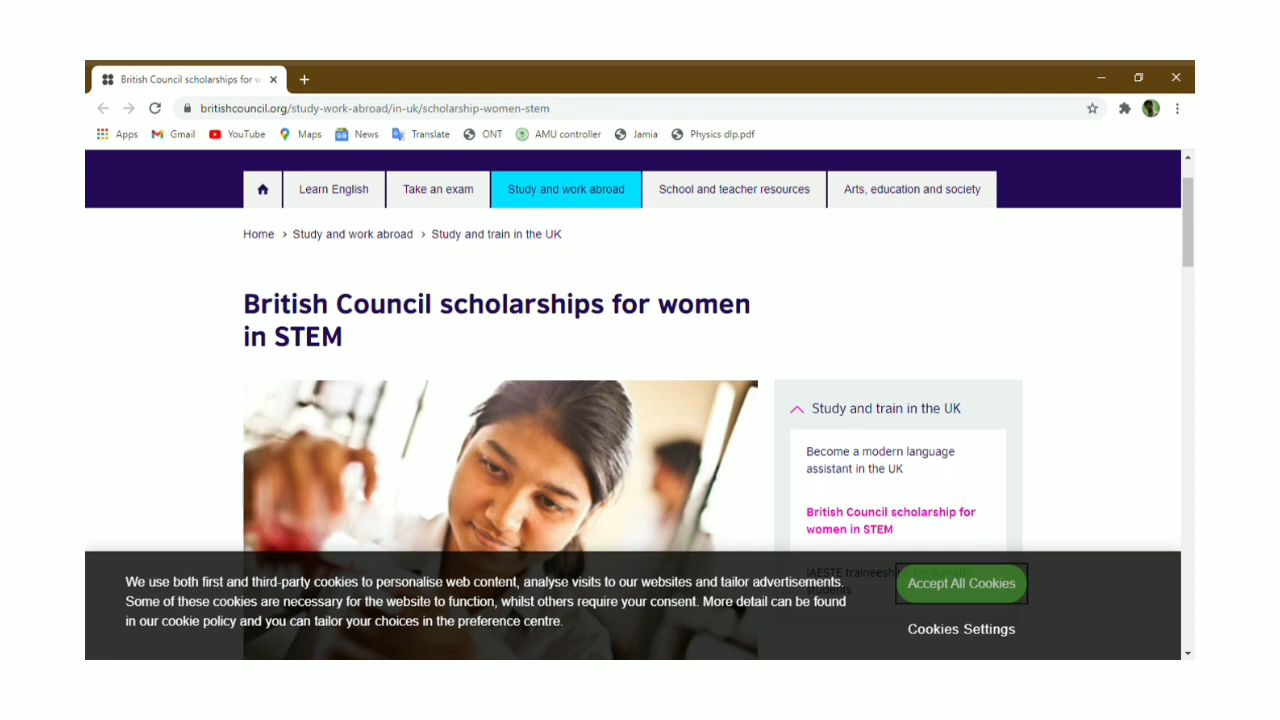 British Council scholarships for w
britishcouncil.org/study-work-abroad/in-uk/scholarship-women-stem
Apps Gmail YouTube Maps News Translate ONT AMU controller Jamia Physics dlp.pdf
Learn English Take an exam Study and work abroad School and teacher resources Arts, education and society
Home > Study and work abroad > Study and train in the UK
British Council scholarships for women
in STEM
Study and train in the UK
Become a modern language
assistant in the UK
British Council scholarship for
women in STEM
IAESTE traineeship for non-UK
students
We use both first and third-party cookies to personalise web content, analyse visits to our websites and tailor advertisements.
Some of these cookies are necessary for the website to function, whilst others require your consent. More detail can be found
in our cookie policy and you can tailor your choices in the preference centre.
Accept All Cookies
Cookies Settings